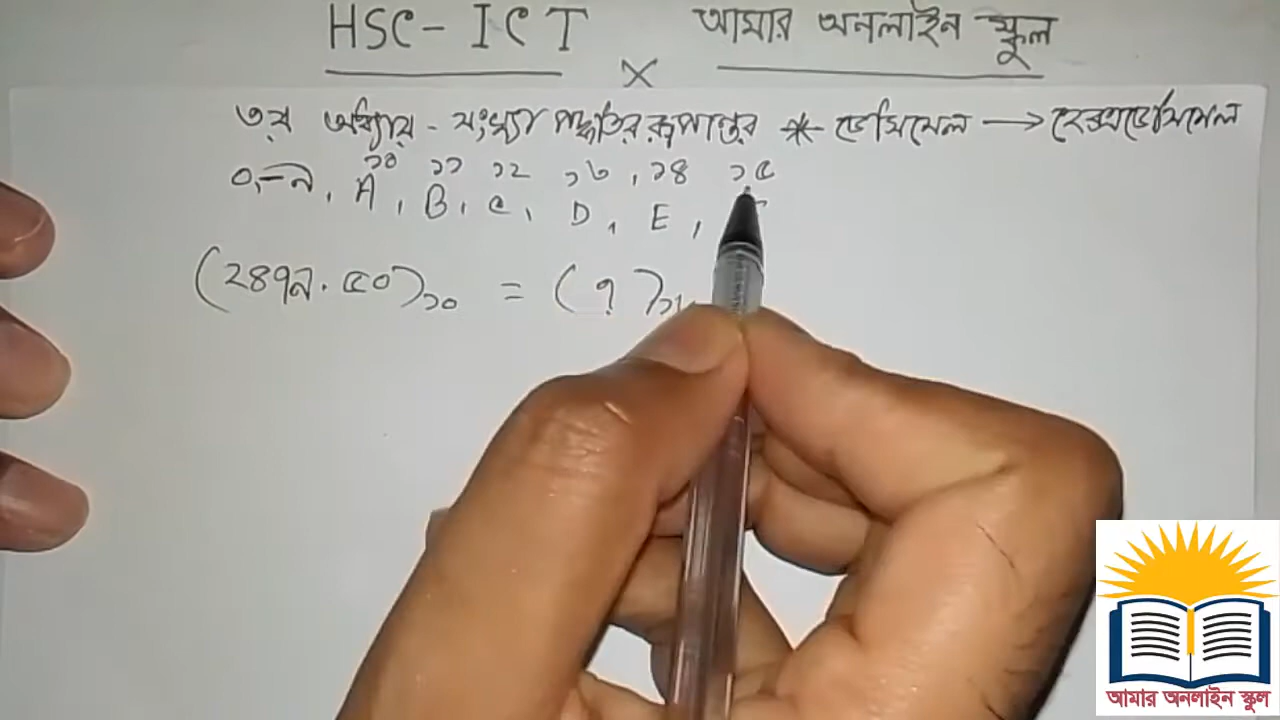 HSC-ICT × আমার অনলাইন স্কুল
৩য় অধ্যায় - সংখ্যা পদ্ধতির রূপান্তর * ডেসিমেল → হেক্সাডেসিমেল
১০ ১১ ১২ ১৩, ১৪ ১৫
০,-৯, A, B, C, D, E,
(২৪৭৯.৫০)১০ = (?)
আমার অনলাইন স্কুল